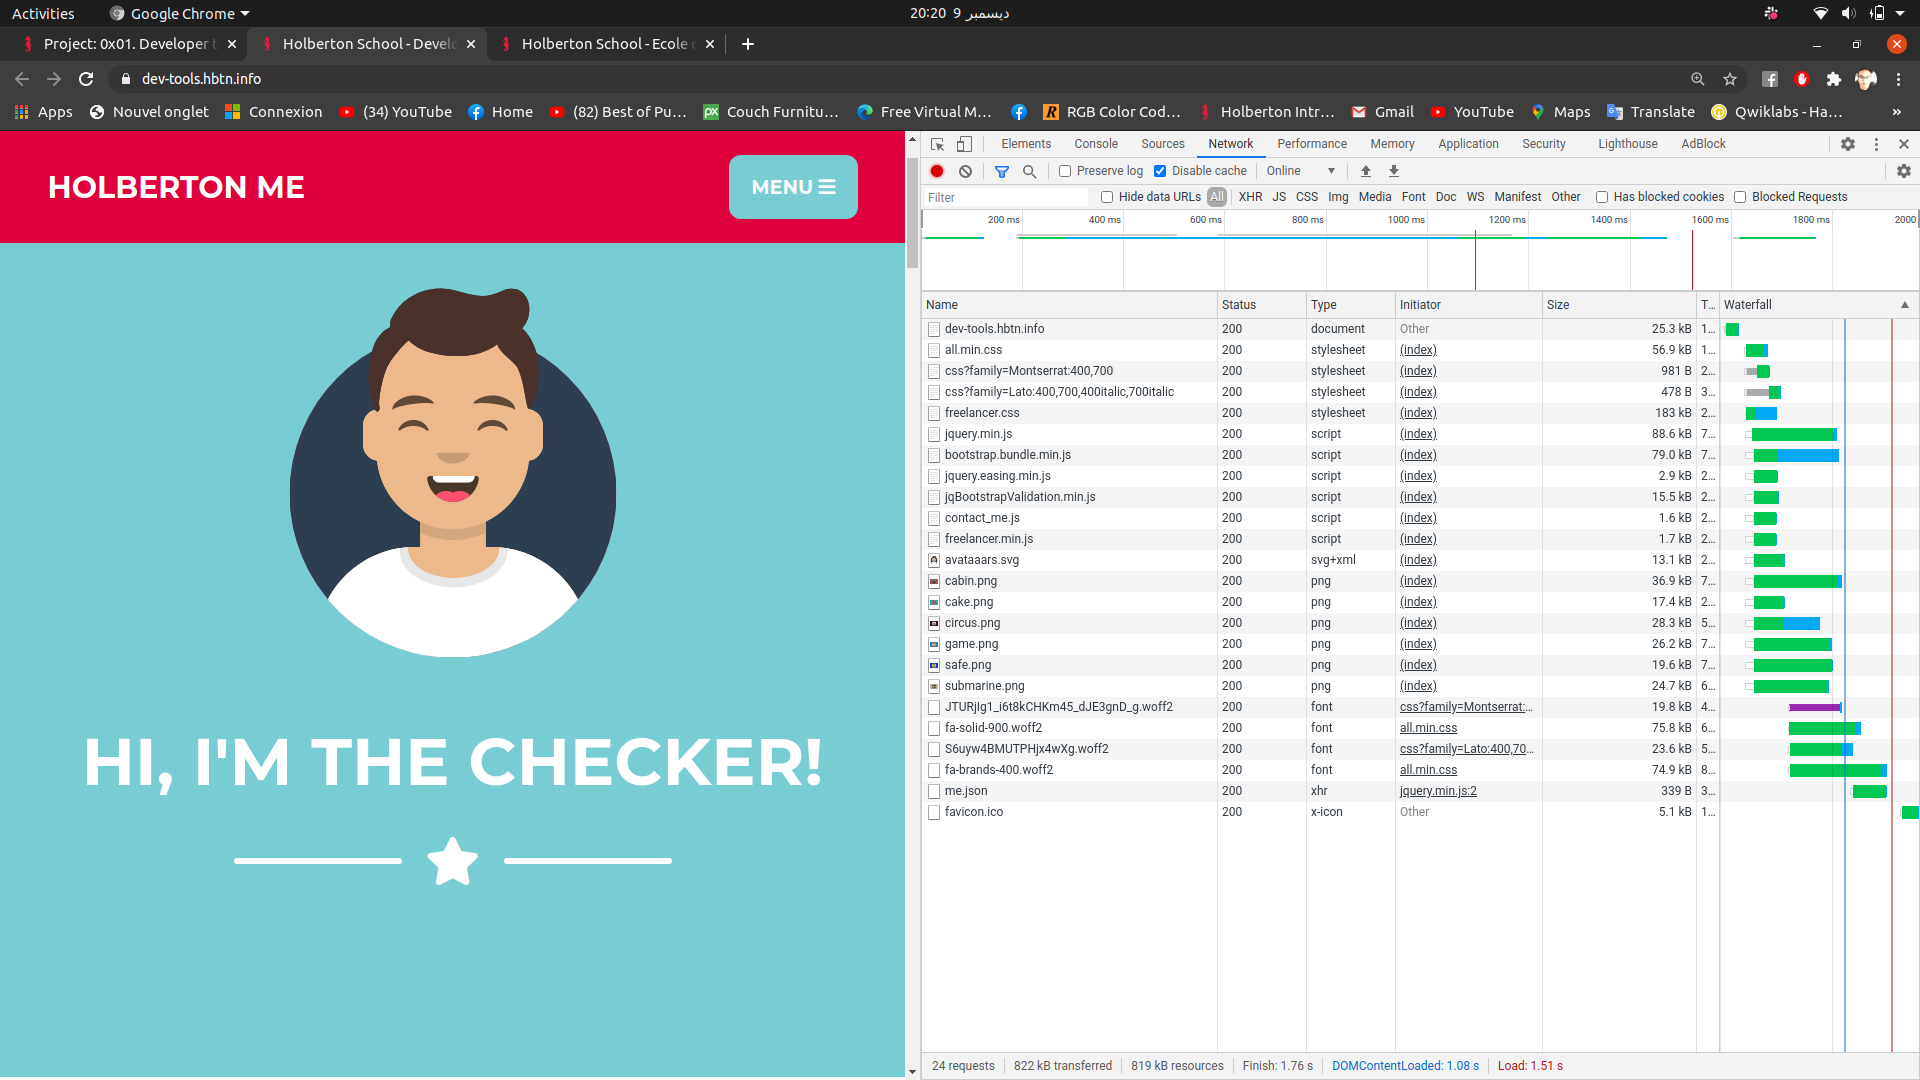 Activities Google Chrome 20:20 9 ديسمبر
Project: 0x01. Developer t Holberton School - Develo Holberton School - Ecole
dev-tools.hbtn.info
Apps Nouvel onglet Connexion (34) YouTube Home (82) Best of Pu... Couch Furnitu... Free Virtual M... RGB Color Cod... Holberton Intr... Gmail YouTube Maps Translate Qwiklabs - Ha... »
HOLBERTON ME
MENU
HI, I'M THE CHECKER!
Elements Console Sources Network Performance Memory Application Security Lighthouse AdBlock
Preserve log Disable cache Online
Filter Hide data URLs All XHR JS CSS Img Media Font Doc WS Manifest Other Has blocked cookies Blocked Requests
200 ms 400 ms 600 ms 800 ms 1000 ms 1200 ms 1400 ms 1600 ms 1800 ms 2000
Name Status Type Initiator Size T... Waterfall
dev-tools.hbtn.info 200 document Other 25.3 kB 1...
all.min.css 200 stylesheet (index) 56.9 kB 1...
css?family=Montserrat:400,700 200 stylesheet (index) 981 B 2...
css?family=Lato:400,700,400italic,700italic 200 stylesheet (index) 478 B 3...
freelancer.css 200 stylesheet (index) 183 kB 2...
jquery.min.js 200 script (index) 88.6 kB 7...
bootstrap.bundle.min.js 200 script (index) 79.0 kB 7...
jquery.easing.min.js 200 script (index) 2.9 kB 2...
jqBootstrapValidation.min.js 200 script (index) 15.5 kB 2...
contact_me.js 200 script (index) 1.6 kB 2...
freelancer.min.js 200 script (index) 1.7 kB 2...
avataaars.svg 200 svg+xml (index) 13.1 kB 2...
cabin.png 200 png (index) 36.9 kB 7...
cake.png 200 png (index) 17.4 kB 2...
circus.png 200 png (index) 28.3 kB 5...
game.png 200 png (index) 26.2 kB 7...
safe.png 200 png (index) 19.6 kB 7...
submarine.png 200 png (index) 24.7 kB 6...
JTURjIg1_i6t8kCHKm45_dJE3gnD_g.woff2 200 font css?family=Montserrat:... 19.8 kB 4...
fa-solid-900.woff2 200 font all.min.css 75.8 kB 6...
S6uyw4BMUTPHjx4wXg.woff2 200 font css?family=Lato:400,70... 23.6 kB 5...
fa-brands-400.woff2 200 font all.min.css 74.9 kB 8...
me.json 200 xhr jquery.min.js:2 339 B 3...
favicon.ico 200 x-icon Other 5.1 kB 1...
24 requests 822 kB transferred 819 kB resources Finish: 1.76 s DOMContentLoaded: 1.08 s Load: 1.51 s